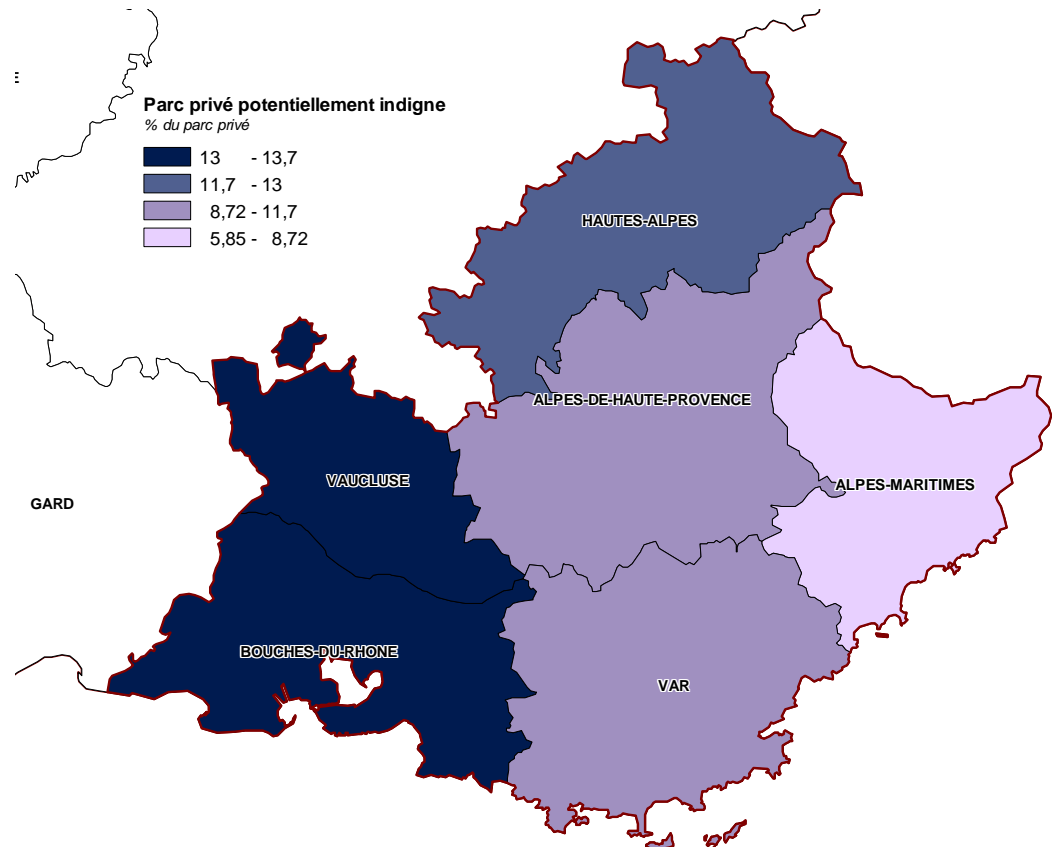 Parc privé potentiellement indigne
% du parc privé
13 - 13,7
11,7 - 13
8,72 - 11,7
5,85 - 8,72
HAUTES-ALPES
ALPES-DE-HAUTE-PROVENCE
VAUCLUSE
ALPES-MARITIMES
GARD
BOUCHES-DU-RHONE
VAR